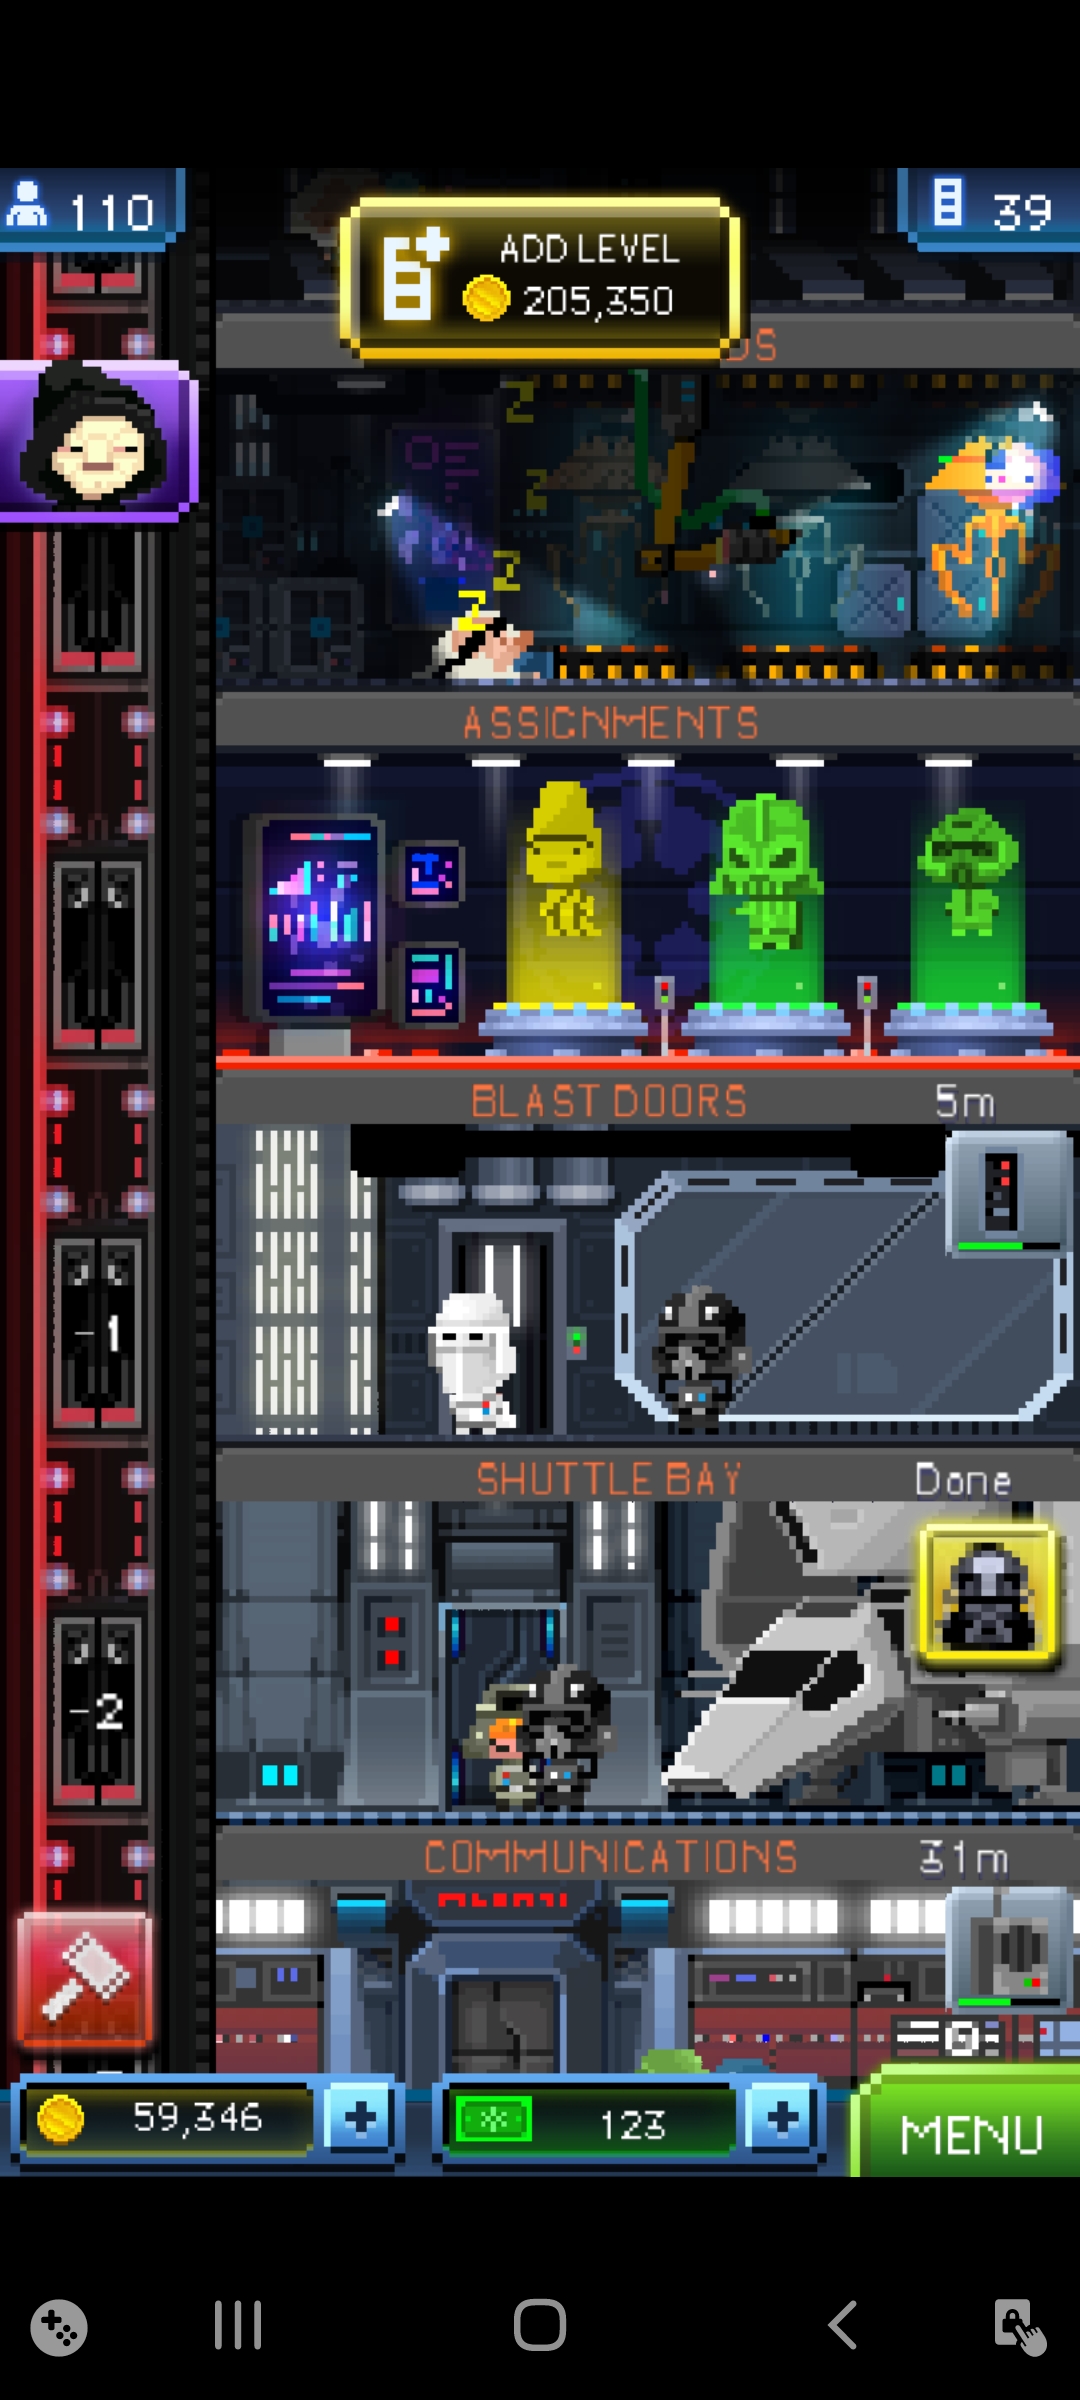 110
ADD LEVEL
205,350
39
DS
Z
Z
Z
Z
ASSIGNMENTS
BLAST DOORS 5m
-1
SHUTTLE BAY Done
-2
COMMUNICATIONS 31m
59,346
123
MENU